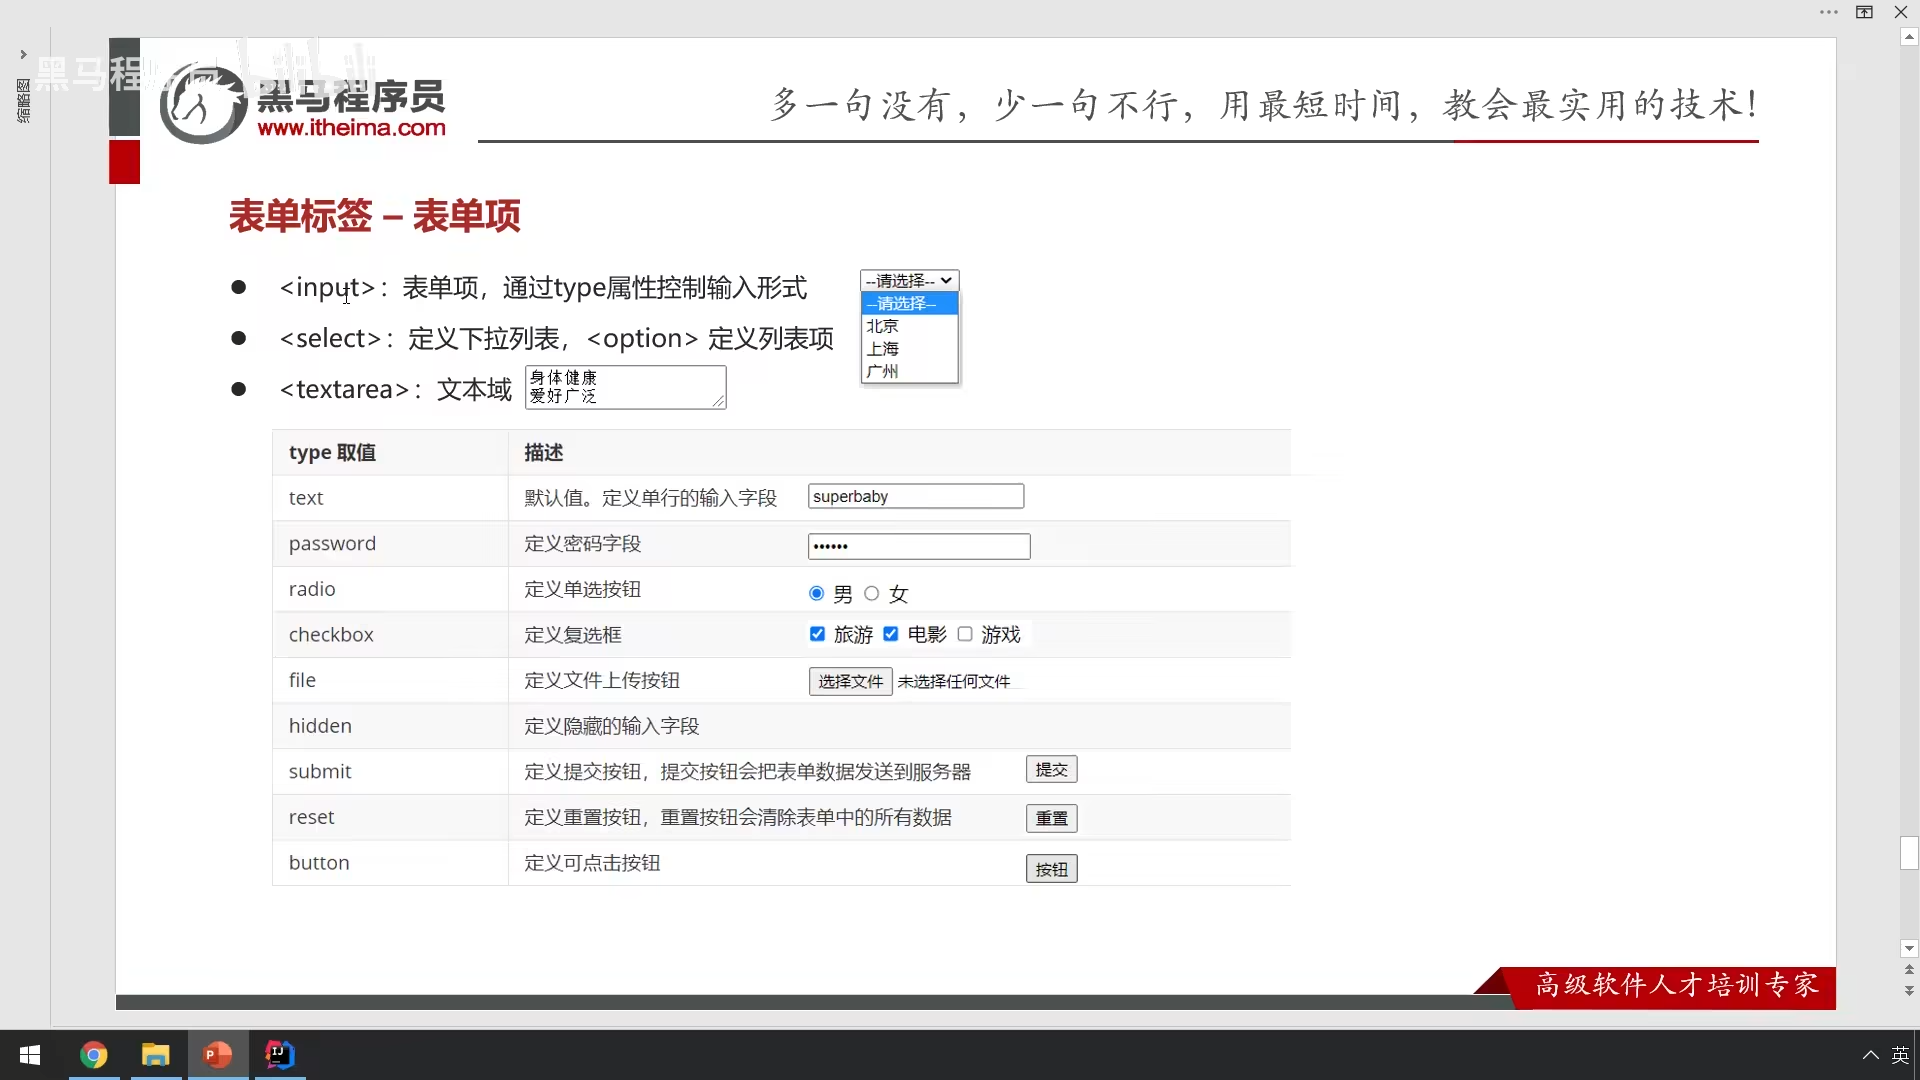 缩略图
黑马程序员
黑马程序员
www.itheima.com
多一句没有，少一句不行，用最短时间，教会最实用的技术！
表单标签 – 表单项
<input>：表单项，通过type属性控制输入形式
<select>：定义下拉列表，<option> 定义列表项
<textarea>：文本域
身体健康
爱好广泛
--请选择--
--请选择--
北京
上海
广州
type 取值 描述
text 默认值。定义单行的输入字段 superbaby
password 定义密码字段 ••••••
radio 定义单选按钮 男 女
checkbox 定义复选框 旅游 电影 游戏
file 定义文件上传按钮 选择文件 未选择任何文件
hidden 定义隐藏的输入字段
submit 定义提交按钮，提交按钮会把表单数据发送到服务器 提交
reset 定义重置按钮，重置按钮会清除表单中的所有数据 重置
button 定义可点击按钮 按钮
高级软件人才培训专家
英